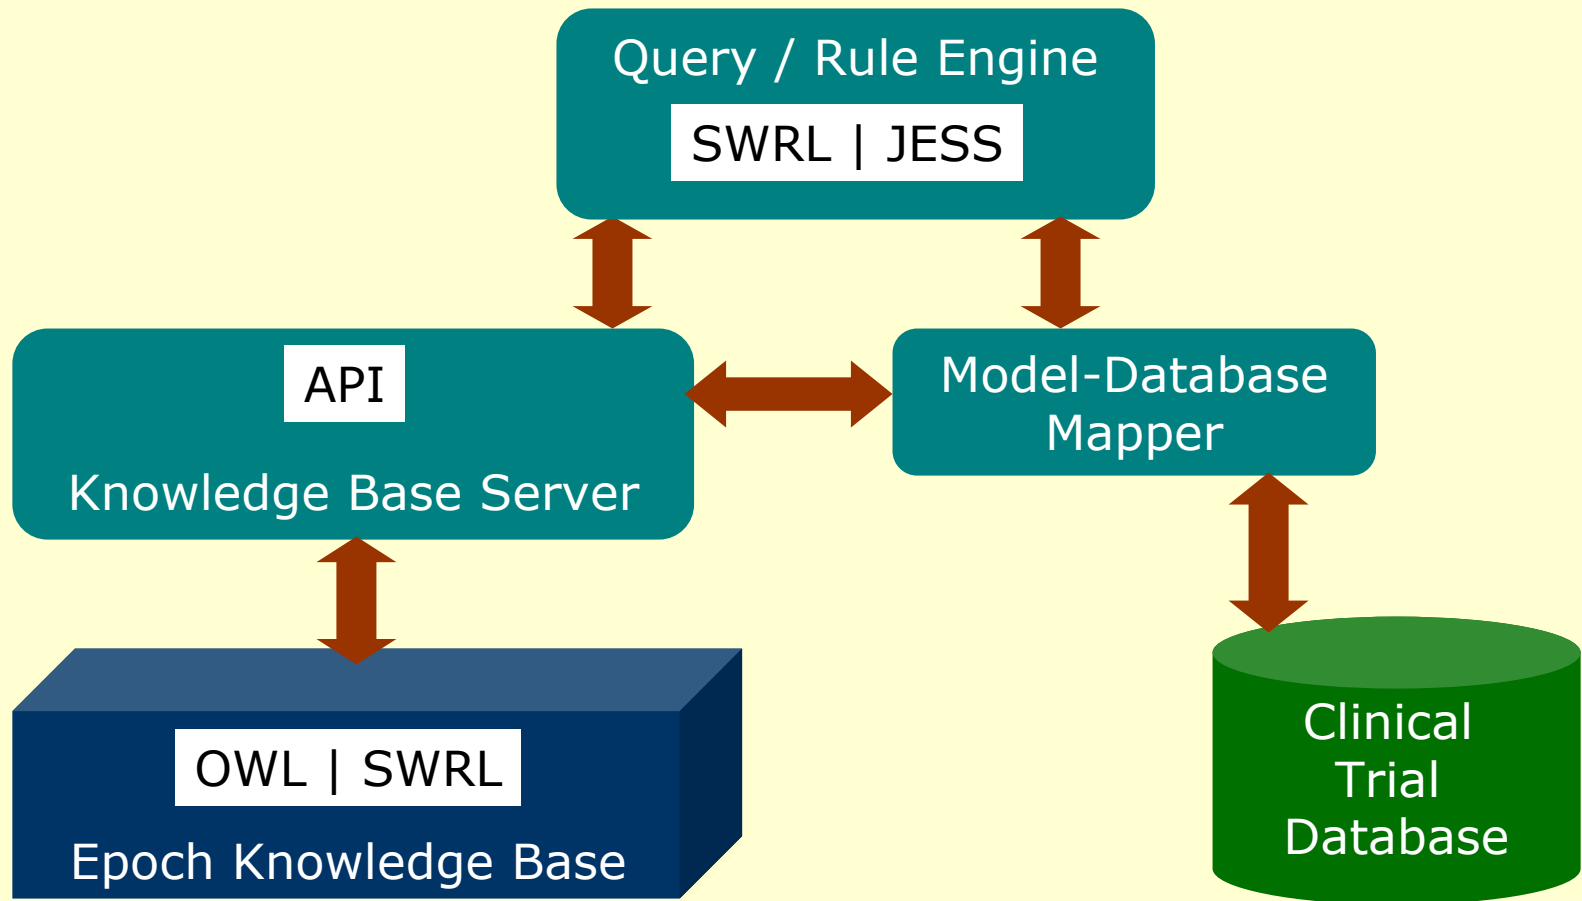 Query / Rule Engine
SWRL | JESS
API
Knowledge Base Server
Model-Database
Mapper
OWL | SWRL
Epoch Knowledge Base
Clinical
Trial
Database